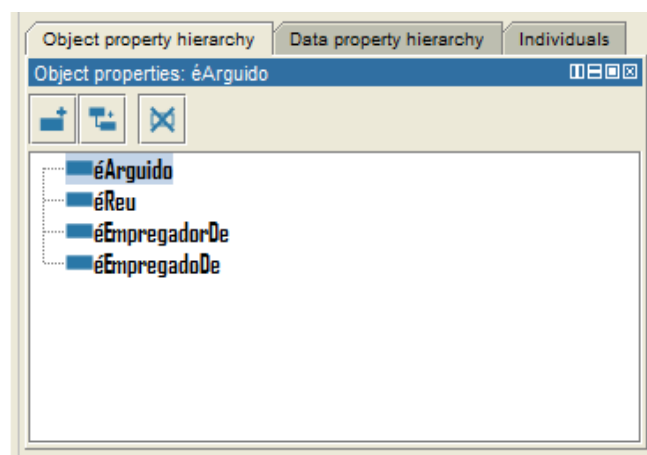 Object property hierarchy Data property hierarchy Individuals
Object properties: éArguido
éArguido
éReu
éEmpregadorDe
éEmpregadoDe